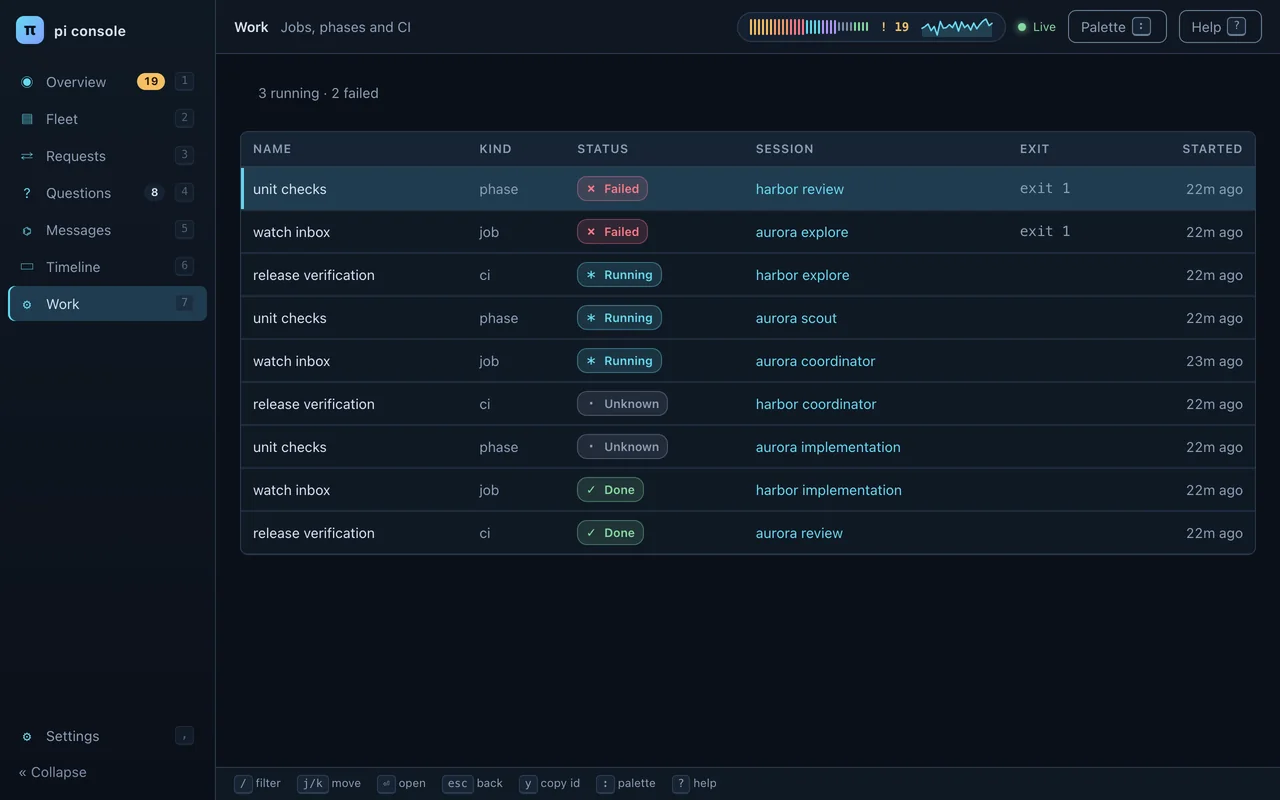 π pi console
Overview 19 1
Fleet 2
Requests 3
? Questions 8 4
Messages 5
Timeline 6
Work 7
Settings ,
« Collapse
Work Jobs, phases and CI
! 19
Live
Palette :
Help ?
3 running · 2 failed
NAME KIND STATUS SESSION EXIT STARTED
unit checks phase × Failed harbor review exit 1 22m ago
watch inbox job × Failed aurora explore exit 1 22m ago
release verification ci * Running harbor explore 22m ago
unit checks phase * Running aurora scout 22m ago
watch inbox job * Running aurora coordinator 23m ago
release verification ci · Unknown harbor coordinator 22m ago
unit checks phase · Unknown aurora implementation 22m ago
watch inbox job ✓ Done harbor implementation 22m ago
release verification ci ✓ Done aurora review 22m ago
/ filter j/k move ⏎ open esc back y copy id : palette ? help